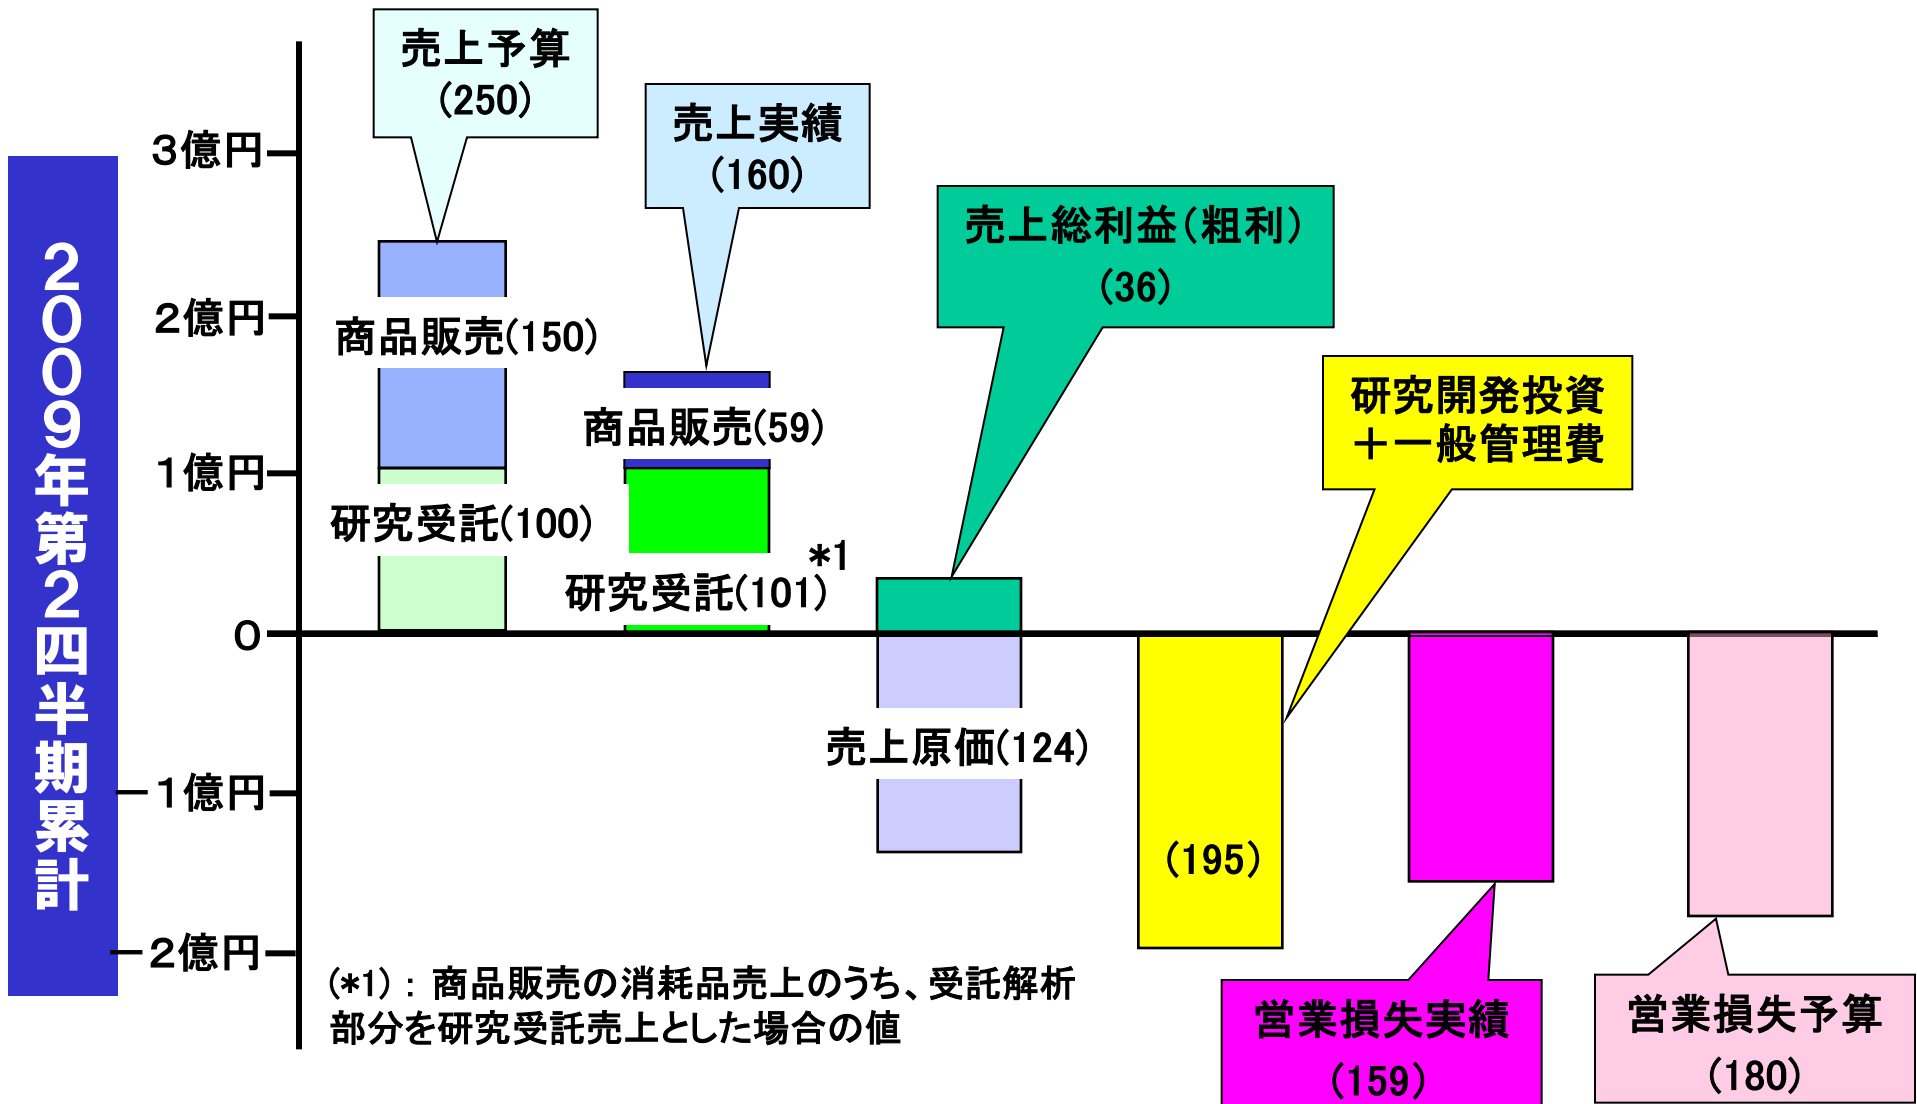 2009年第2四半期累計
3億円
2億円
1億円
0
−1億円
−2億円
売上予算
(250)
商品販売(150)
研究受託(100)
売上実績
(160)
商品販売(59)
研究受託(101)
*1
売上総利益(粗利)
(36)
売上原価(124)
研究開発投資
+一般管理費
(195)
営業損失実績
(159)
営業損失予算
(180)
(*1) : 商品販売の消耗品売上のうち、受託解析
部分を研究受託売上とした場合の値